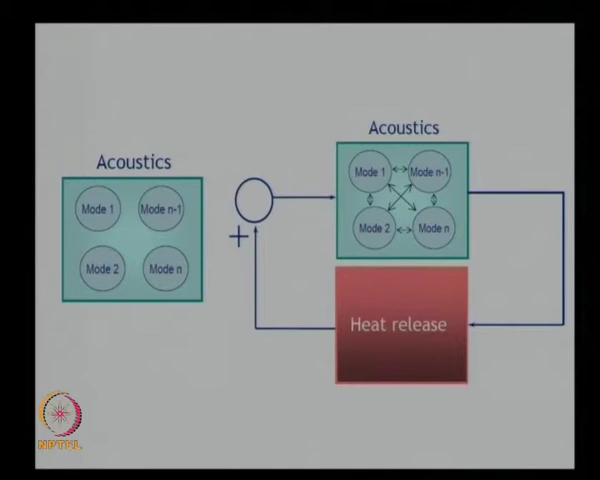 Acoustics
Mode 1
Mode n-1
Mode 2
Mode n
+
Acoustics
Mode 1
Mode n-1
Mode 2
Mode n
Heat release
NPTEL